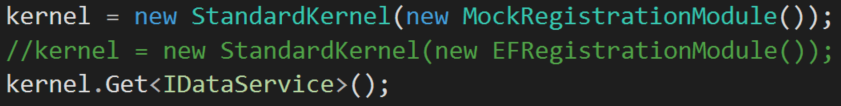 kernel = new StandardKernel(new MockRegistrationModule());
//kernel = new StandardKernel(new EFRegistrationModule());
kernel.Get<IDataService>();